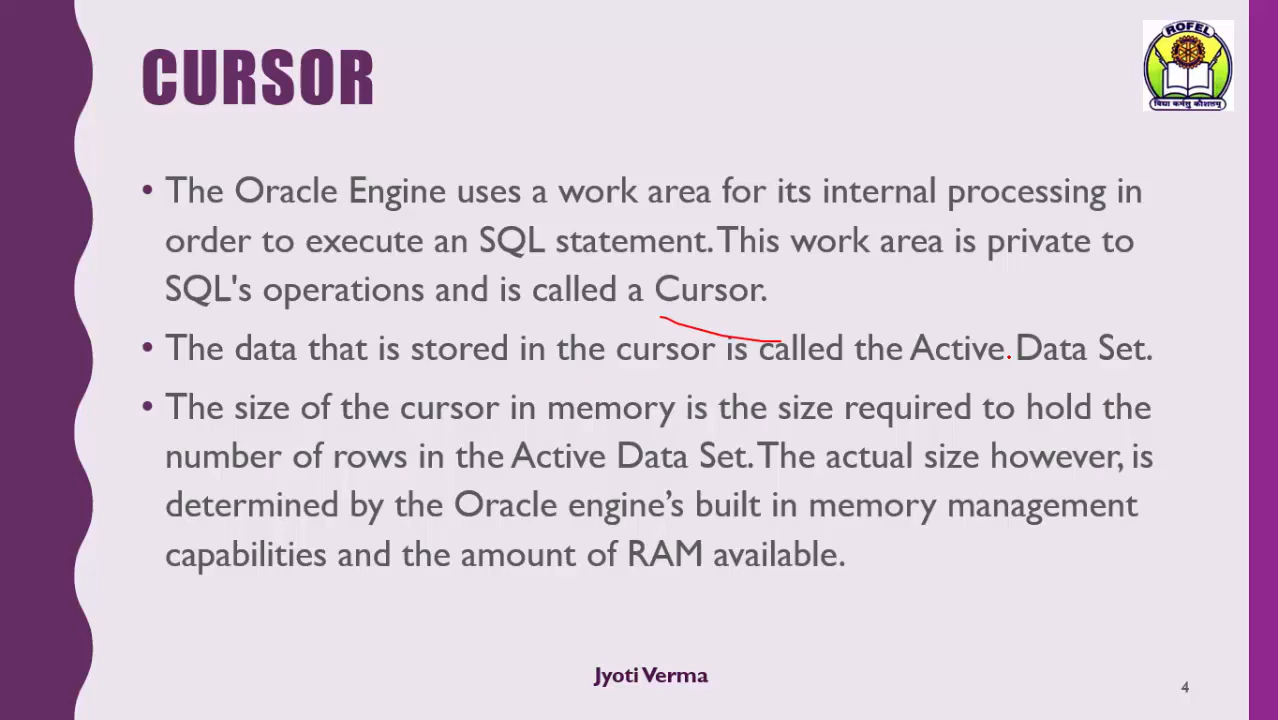 ROFEL
विद्या कर्मसु कौशलम्
CURSOR
• The Oracle Engine uses a work area for its internal processing in
order to execute an SQL statement. This work area is private to
SQL's operations and is called a Cursor.
• The data that is stored in the cursor is called the Active Data Set.
• The size of the cursor in memory is the size required to hold the
number of rows in the Active Data Set. The actual size however, is
determined by the Oracle engine’s built in memory management
capabilities and the amount of RAM available.
Jyoti Verma
4